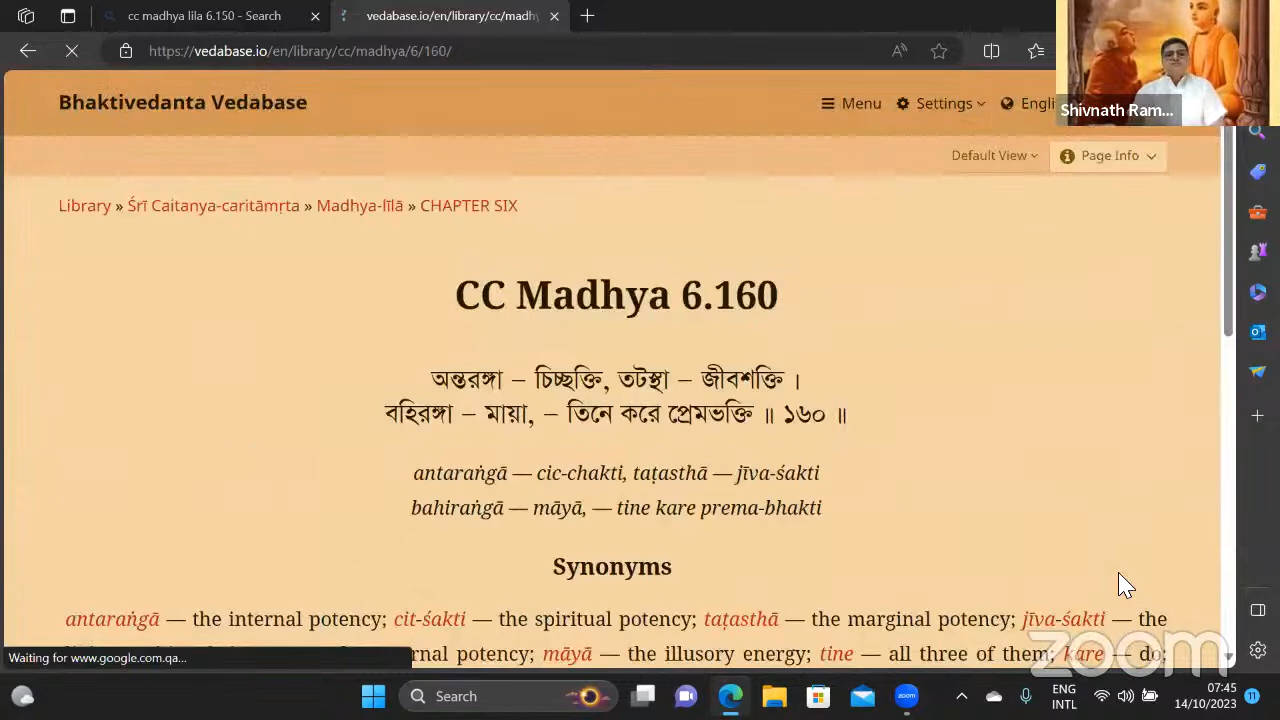 cc madhya lila 6.150 - Search
vedabase.io/en/library/cc/madhy
https://vedabase.io/en/library/cc/madhya/6/160/
Bhaktivedanta Vedabase
Menu
Settings
Engli
Shivnath Ram...
Default View
Page Info
Library » Śrī Caitanya-caritāmṛta » Madhya-līlā » CHAPTER SIX
CC Madhya 6.160
অন্তরঙ্গা – চিচ্ছক্তি, তটস্থা – জীবশক্তি ।
বহিরঙ্গা – মায়া, – তিনে করে প্রেমভক্তি ॥ ১৬০ ॥
antaraṅgā — cic-chakti, taṭasthā — jīva-śakti
bahiraṅgā — māyā, — tine kare prema-bhakti
Synonyms
antaraṅgā — the internal potency; cit-śakti — the spiritual potency; taṭasthā — the marginal potency; jīva-śakti — the
rnal potency; māyā — the illusory energy; tine — all three of them; kare — do;
Waiting for www.google.com.qa...
zoom
Search
zoom
ENG
INTL
07:45
14/10/2023
11